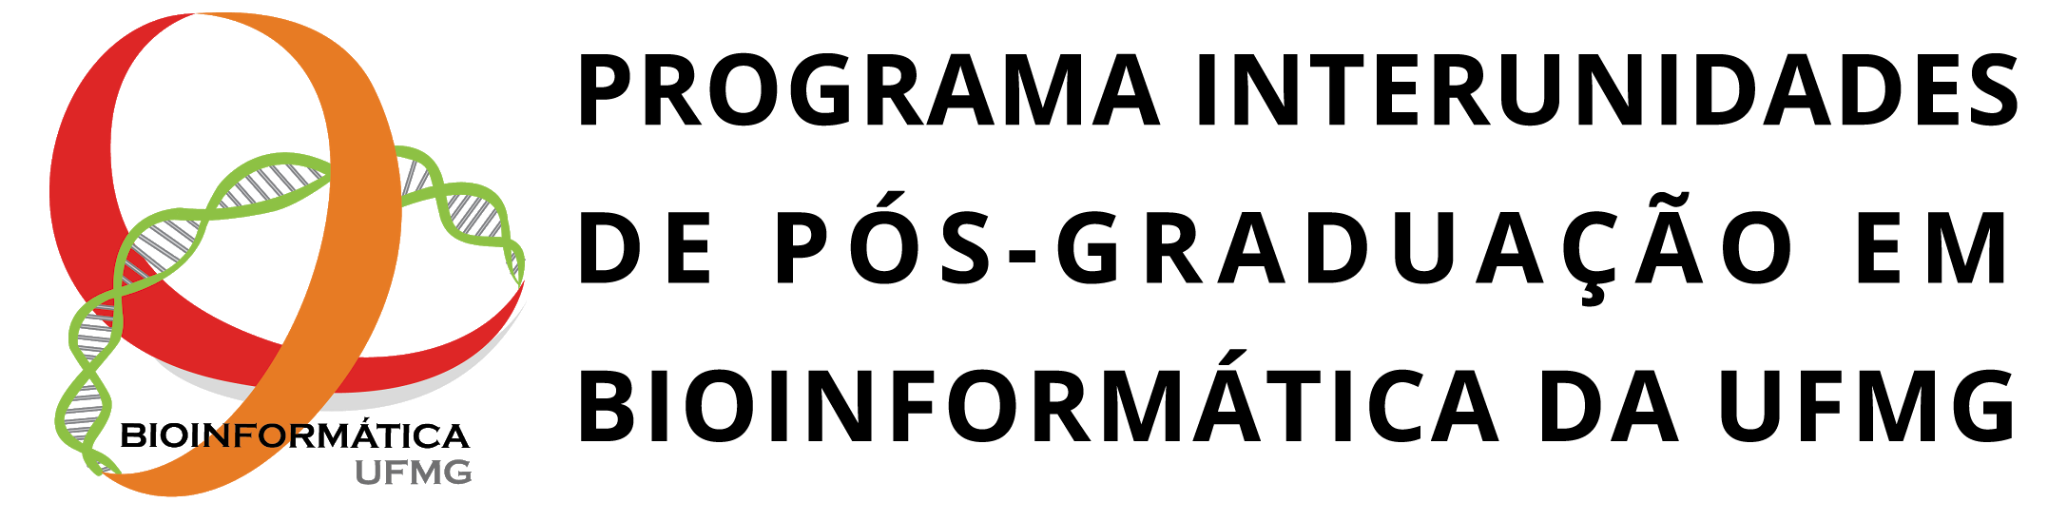 BIOINFORMÁTICA
UFMG
PROGRAMA INTERUNIDADES
DE PÓS-GRADUAÇÃO EM
BIOINFORMÁTICA DA UFMG